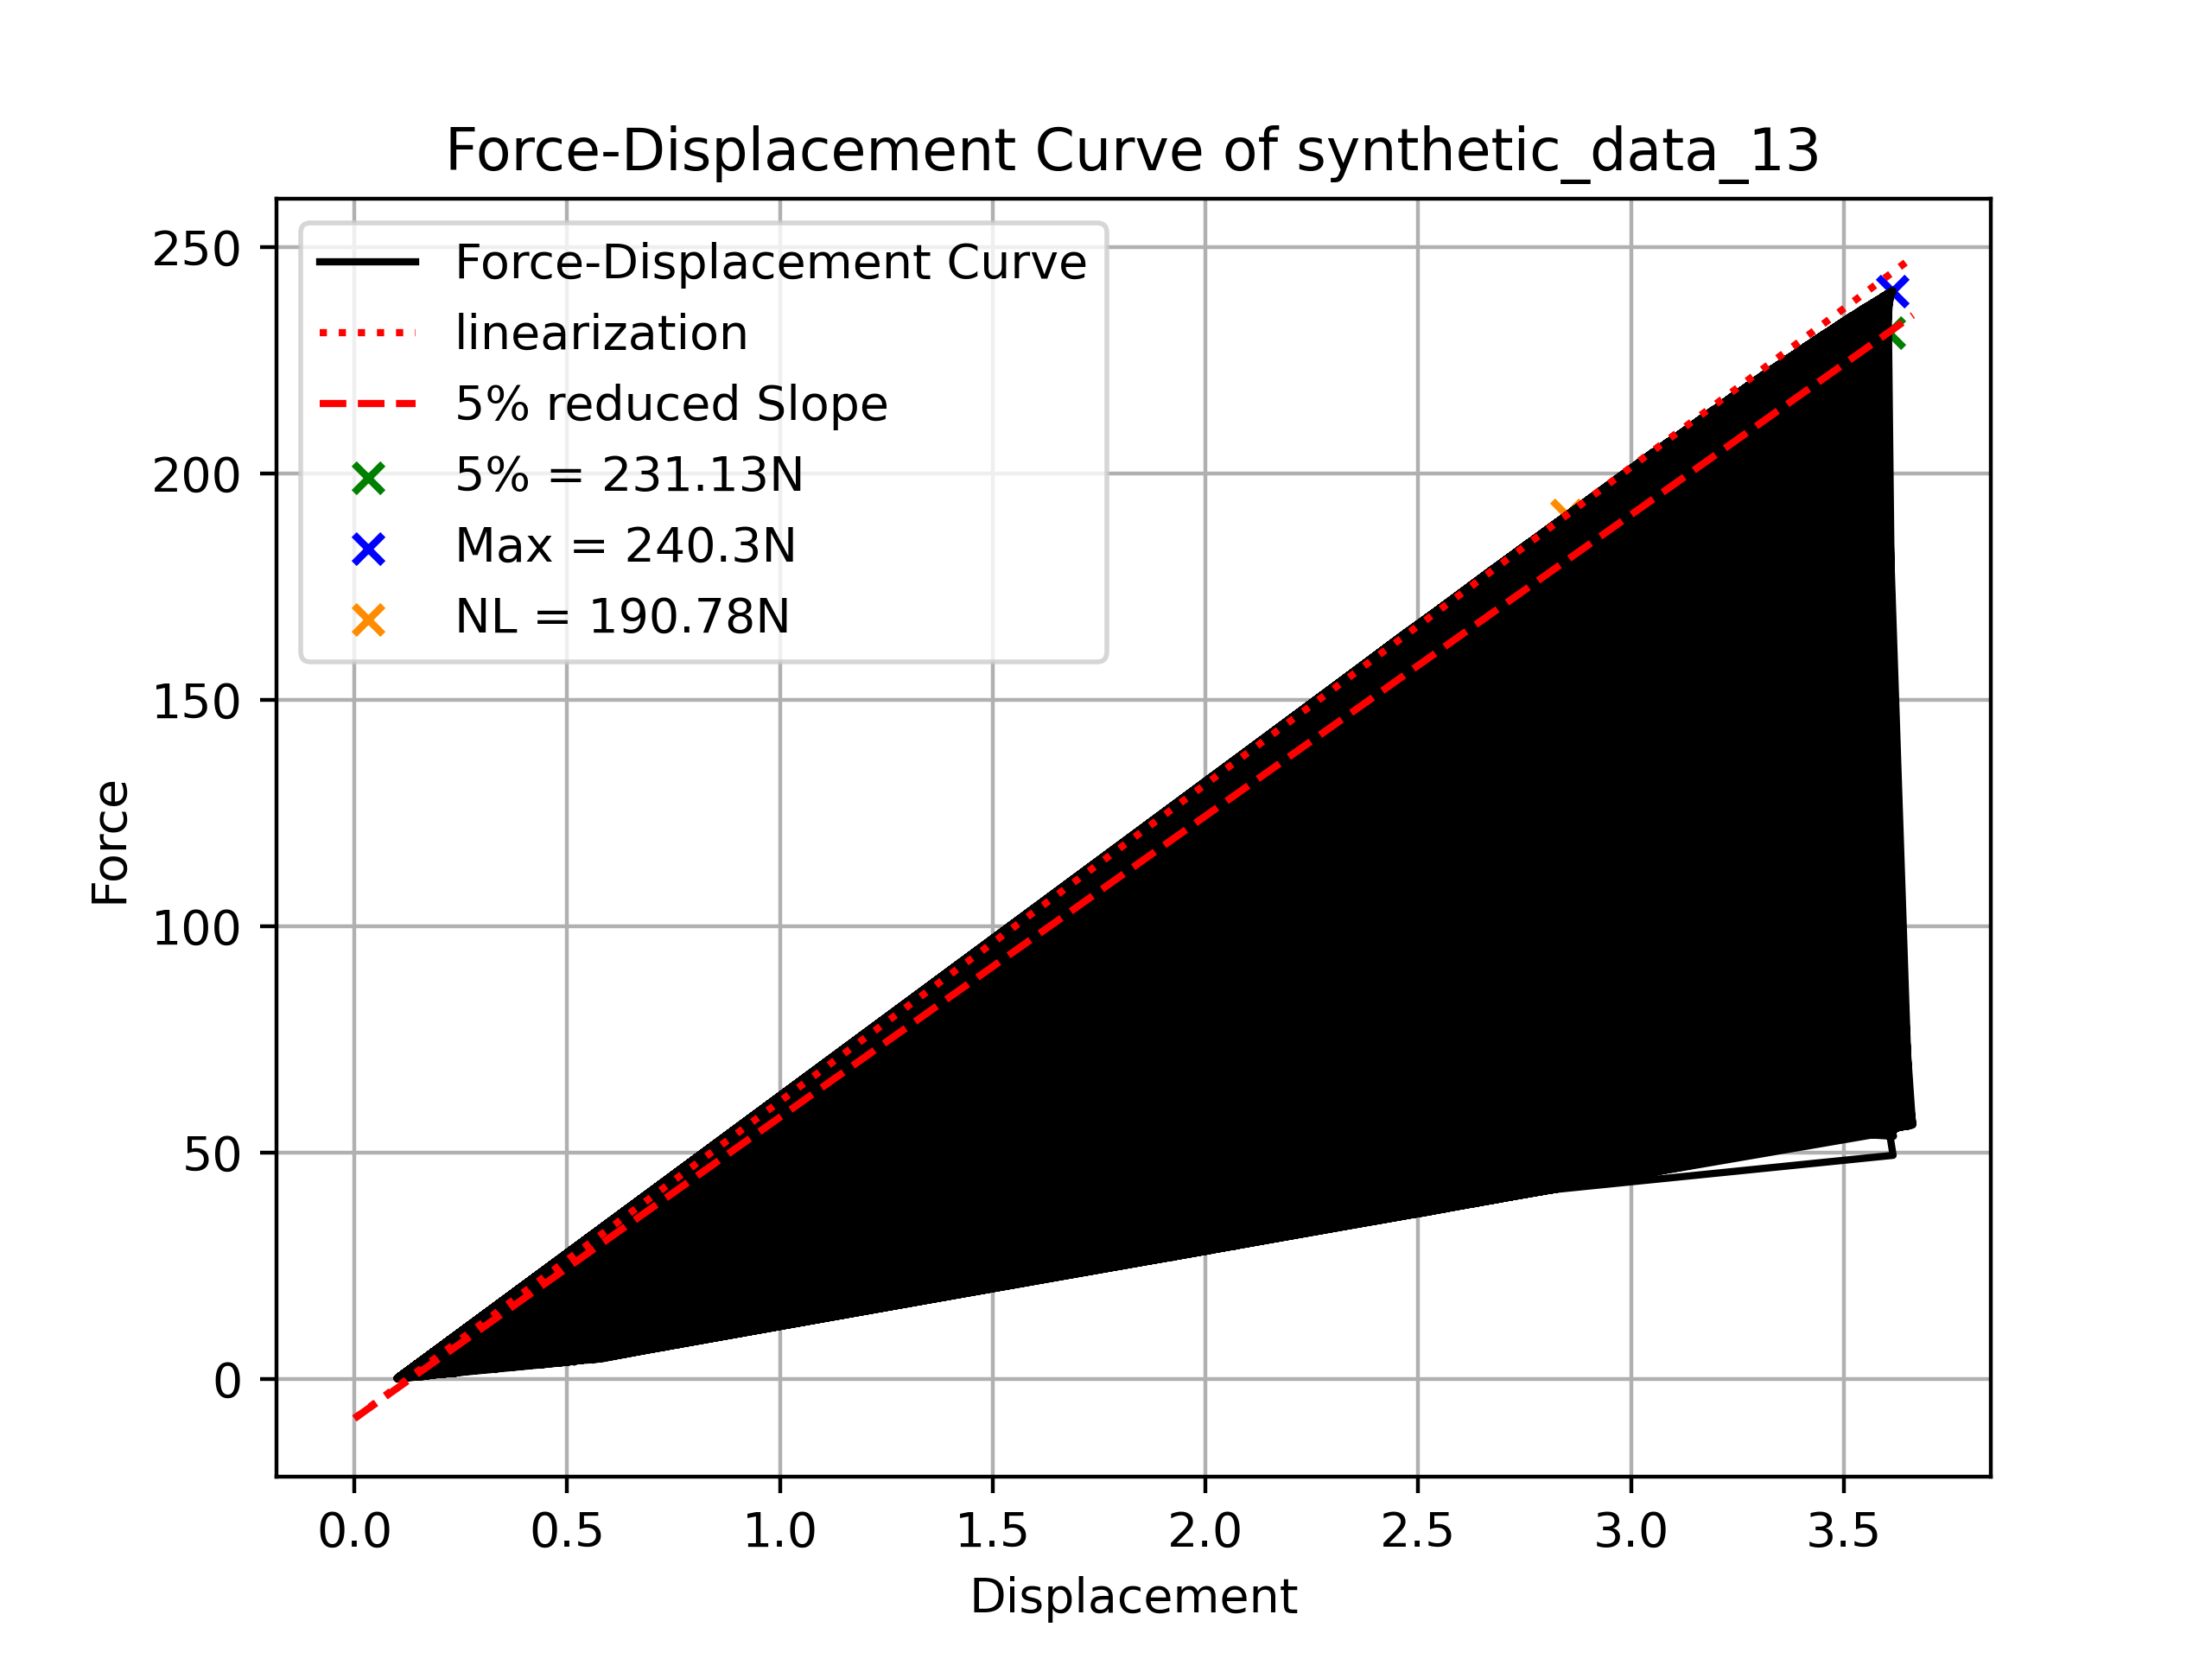 Force-Displacement Curve of synthetic_data_13
250
200
150
100
50
0
Force
Force-Displacement Curve
linearization
5% reduced Slope
5% = 231.13N
Max = 240.3N
NL = 190.78N
0.0 0.5 1.0 1.5 2.0 2.5 3.0 3.5
Displacement